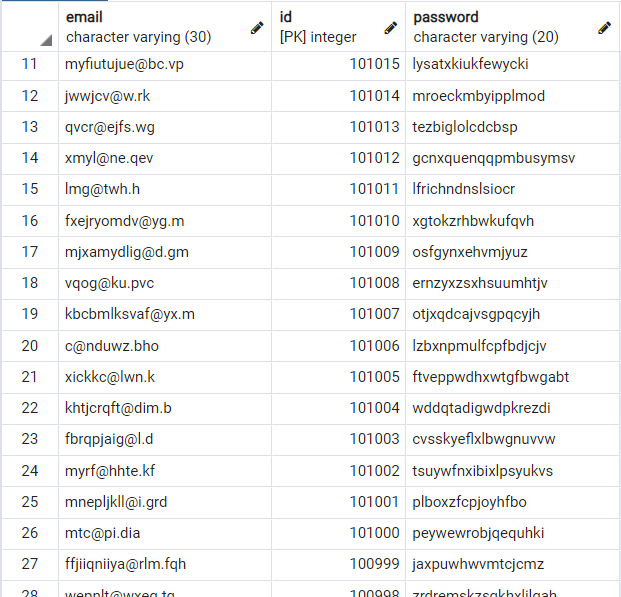 email id password
character varying (30) [PK] integer character varying (20)
11 myfiutujue@bc.vp 101015 lysatxkiukfewycki
12 jwwjcv@w.rk 101014 mroeckmbyipplmod
13 qvcr@ejfs.wg 101013 tezbiglolcdcbsp
14 xmyl@ne.qev 101012 gcnxquenqqpmbusymsv
15 lmg@twh.h 101011 lfrichndnslsiocr
16 fxejryomdv@yg.m 101010 xgtokzrhbwkufqvh
17 mjxamydlig@d.gm 101009 osfgynxehvmjyuz
18 vqog@ku.pvc 101008 ernzyxzsxhsuumhtjv
19 kbcbmlksvaf@yx.m 101007 otjxqdcajvsgpqcyjh
20 c@nduwz.bho 101006 lzbxnpmulfcpfbdjcjv
21 xickkc@lwn.k 101005 ftveppwdhxwtgfbwgabt
22 khtjcrqft@dim.b 101004 wddqtadigwdpkrezdi
23 fbrqpjaig@l.d 101003 cvsskyeflxlbwgnuvvw
24 myrf@hhte.kf 101002 tsuywfnxibixlpsyukvs
25 mnepljkll@i.grd 101001 plboxzfcpjoyhfbo
26 mtc@pi.dia 101000 peywewrobjqequhki
27 ffjiiqniiya@rlm.fqh 100999 jaxpuwhwvmtcjcmz
28 100998